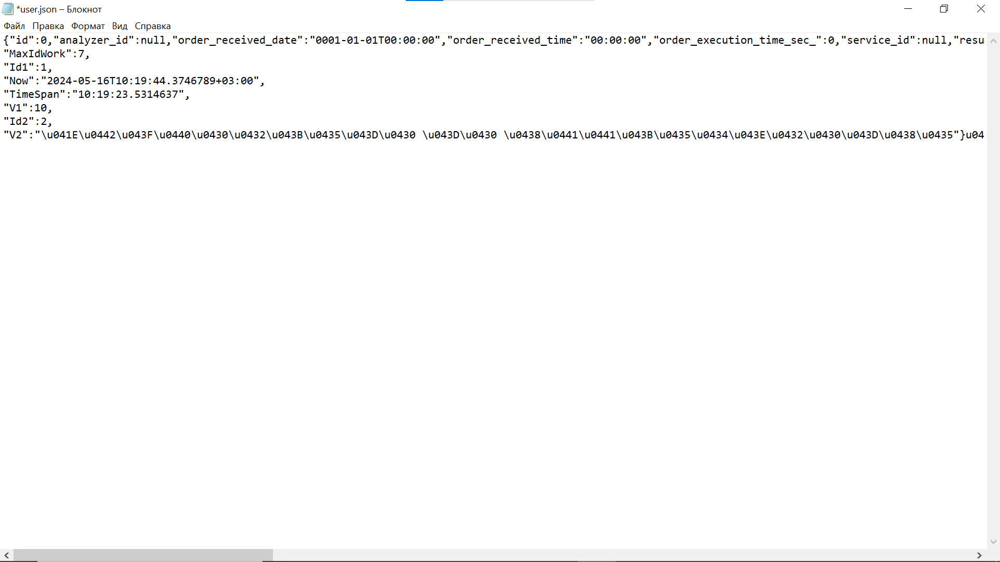 *user.json – Блокнот
Файл Правка Формат Вид Справка
{"id":0,"analyzer_id":null,"order_received_date":"0001-01-01T00:00:00","order_received_time":"00:00:00","order_execution_time_sec_":0,"service_id":null,"resu
"MaxIdWork":7,
"Id1":1,
"Now":"2024-05-16T10:19:44.3746789+03:00",
"TimeSpan":"10:19:23.5314637",
"V1":10,
"Id2":2,
"V2":"\u041E\u0442\u043F\u0440\u0430\u0432\u043B\u0435\u043D\u0430 \u043D\u0430 \u0438\u0441\u0441\u043B\u0435\u0434\u043E\u0432\u0430\u043D\u0438\u0435"}u04